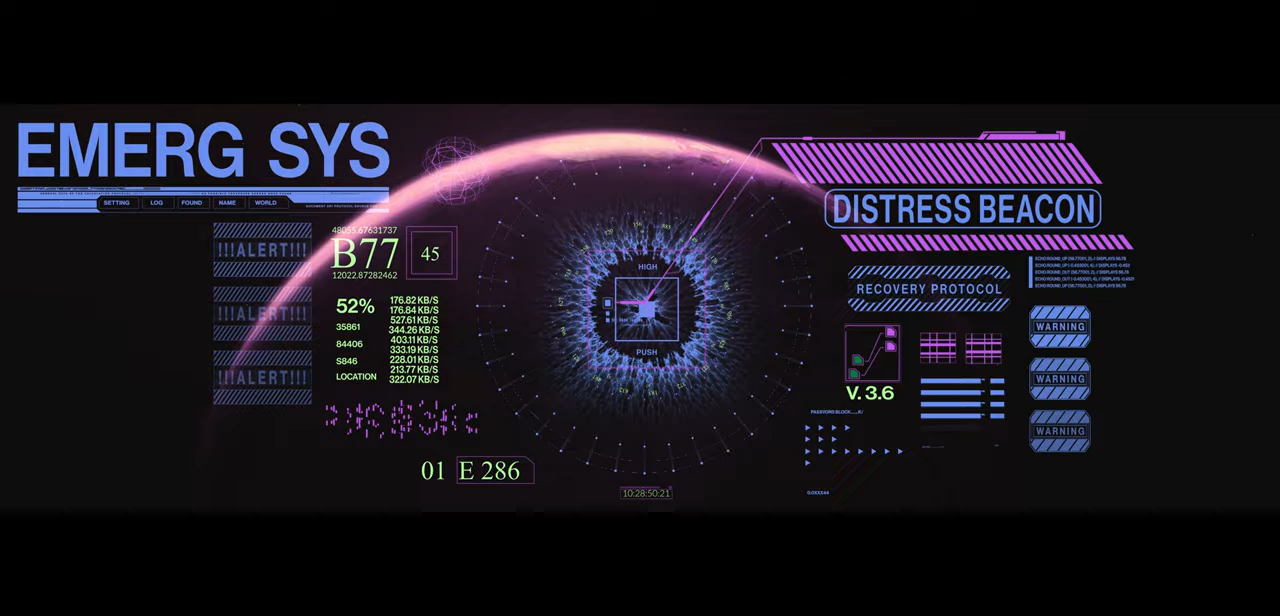 EMERG SYS
SETTING LOG FOUND NAME WORLD
!!!ALERT!!!
!!!ALERT!!!
!!!ALERT!!!
48055.67631737
B77
12022.87282462
45
52%
35861
84406
S846
LOCATION
176.82 KB/S
176.84 KB/S
527.61 KB/S
344.26 KB/S
403.11 KB/S
333.19 KB/S
228.01 KB/S
213.77 KB/S
322.07 KB/S
01 E 286
HIGH
PUSH
10:28:50:21
DISTRESS BEACON
RECOVERY PROTOCOL
WARNING
WARNING
WARNING
V. 3.6
0.0XXX44